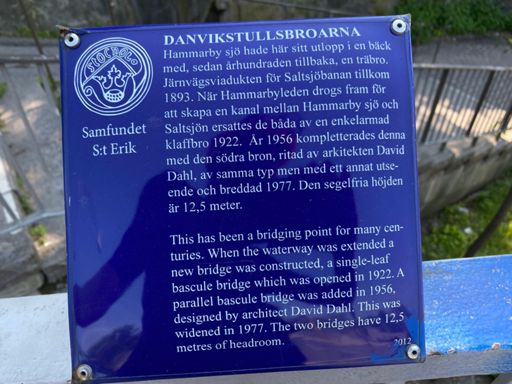 STOCHOLM
Samfundet
S:t Erik
DANVIKSTULLSBROARNA
Hammarby sjö hade här sitt utlopp i en bäck
med, sedan århundraden tillbaka, en träbro.
Järnvägsviadukten för Saltsjöbanan tillkom
1893. När Hammarbyleden drogs fram för
att skapa en kanal mellan Hammarby sjö och
Saltsjön ersattes de båda av en enkelarmad
klaffbro 1922. År 1956 kompletterades denna
med den södra bron, ritad av arkitekten David
Dahl, av samma typ men med ett annat utse-
ende och breddad 1977. Den segelfria höjden
är 12,5 meter.
This has been a bridging point for many cen-
turies. When the waterway was extended a
new bridge was constructed, a single-leaf
bascule bridge which was opened in 1922. A
parallel bascule bridge was added in 1956,
designed by architect David Dahl. This was
widened in 1977. The two bridges have 12,5
metres of headroom.
2012